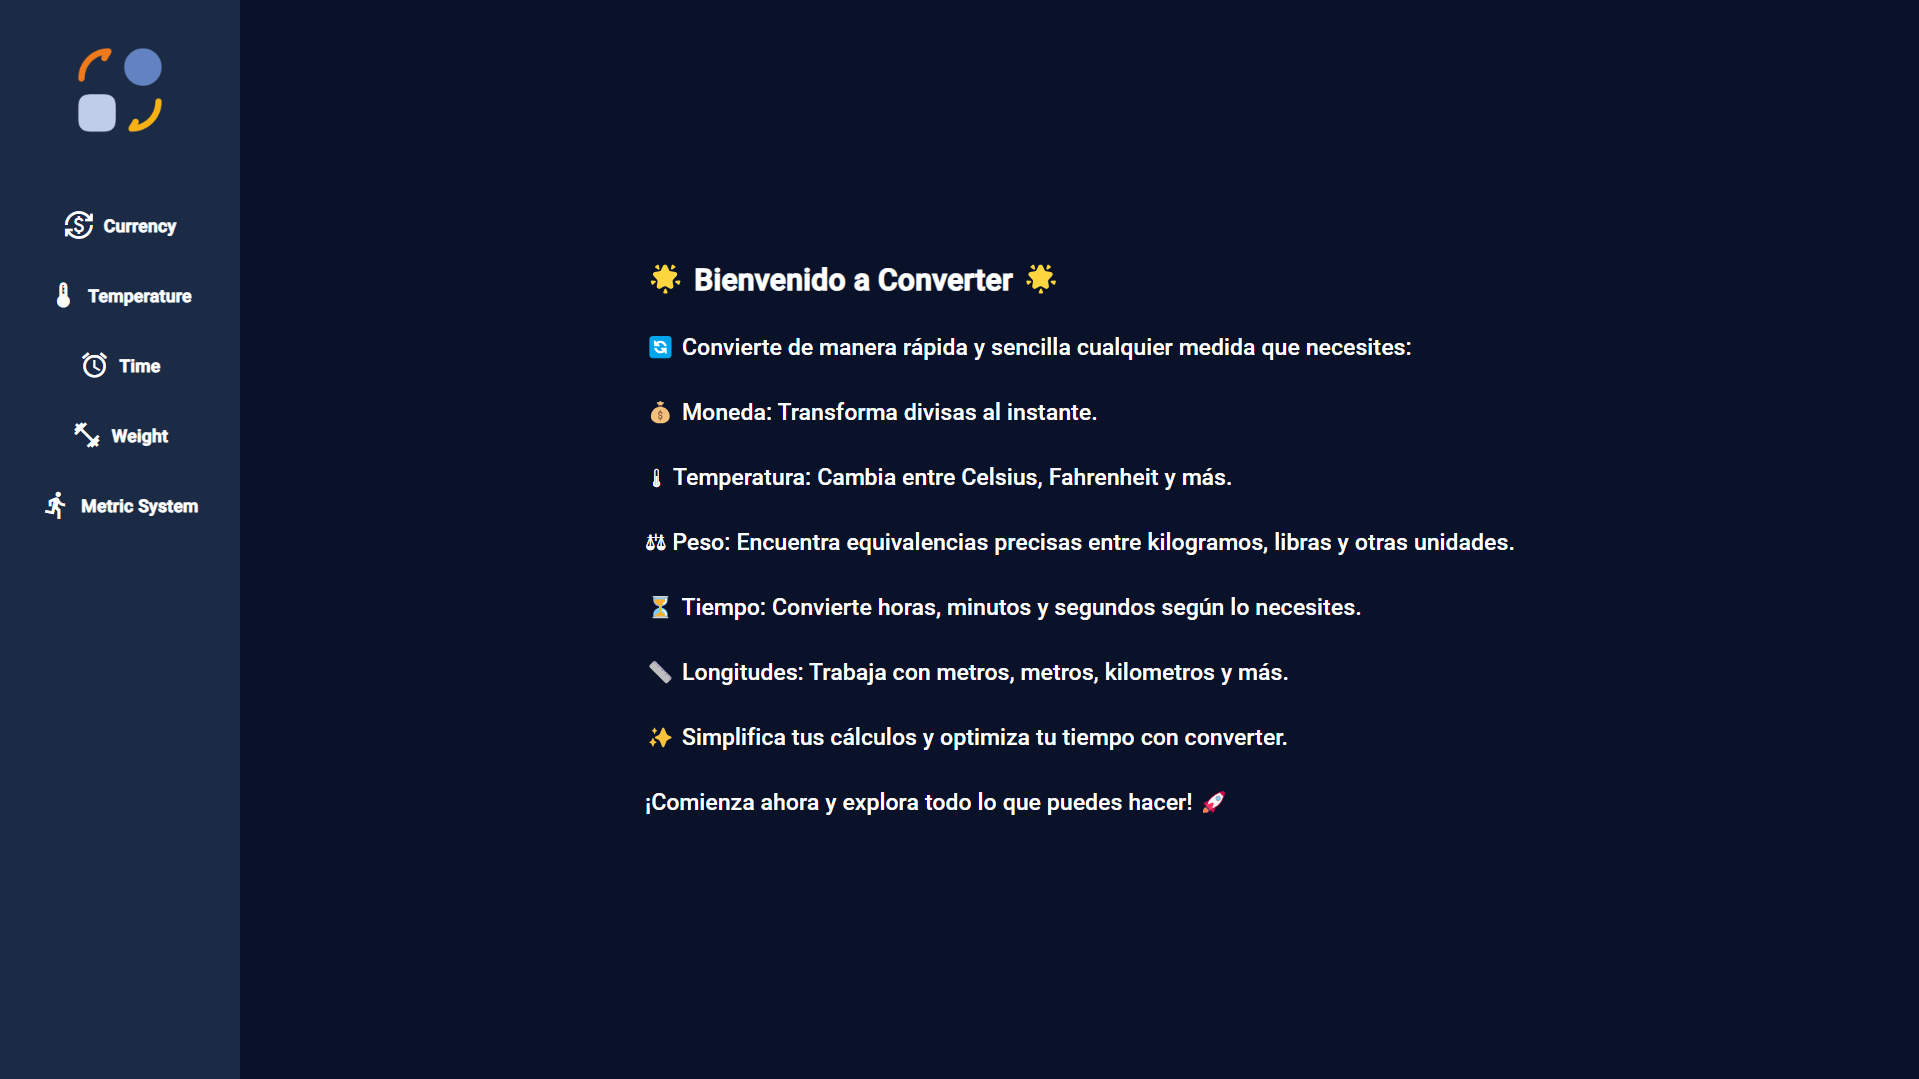 Currency
Temperature
Time
Weight
Metric System
🌟 Bienvenido a Converter 🌟
🔄 Convierte de manera rápida y sencilla cualquier medida que necesites:
💰 Moneda: Transforma divisas al instante.
🌡 Temperatura: Cambia entre Celsius, Fahrenheit y más.
⚖ Peso: Encuentra equivalencias precisas entre kilogramos, libras y otras unidades.
⏳ Tiempo: Convierte horas, minutos y segundos según lo necesites.
📏 Longitudes: Trabaja con metros, metros, kilometros y más.
✨ Simplifica tus cálculos y optimiza tu tiempo con converter.
¡Comienza ahora y explora todo lo que puedes hacer! 🚀